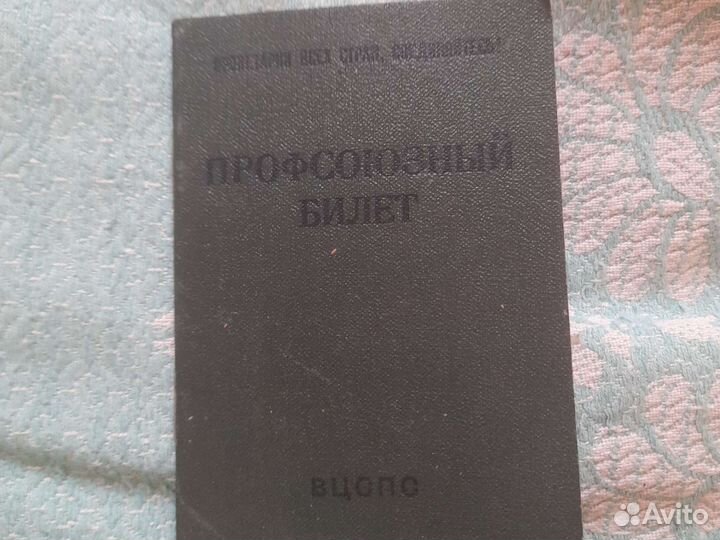 ПРОЛЕТАРИИ ВСЕХ СТРАН, СОЕДИНЯЙТЕСЬ!
ПРОФСОЮЗНЫЙ
БИЛЕТ
ВЦСПС
Avito